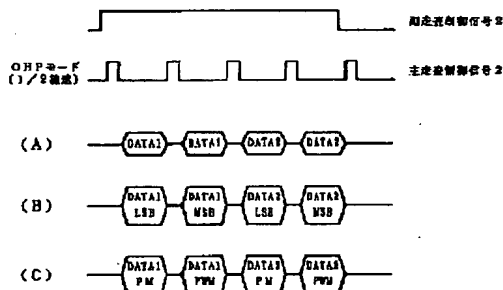 副走査制御信号2
OHPモード
(1/2線速)
主走査制御信号2
(A)
DATA1 DATA1 DATA2 DATA2
(B)
DATA1 DATA1 DATA2 DATA2
LSB MSB LSB MSB
(C)
DATA1 DATA1 DATA2 DATA2
PM PWM PM PWM